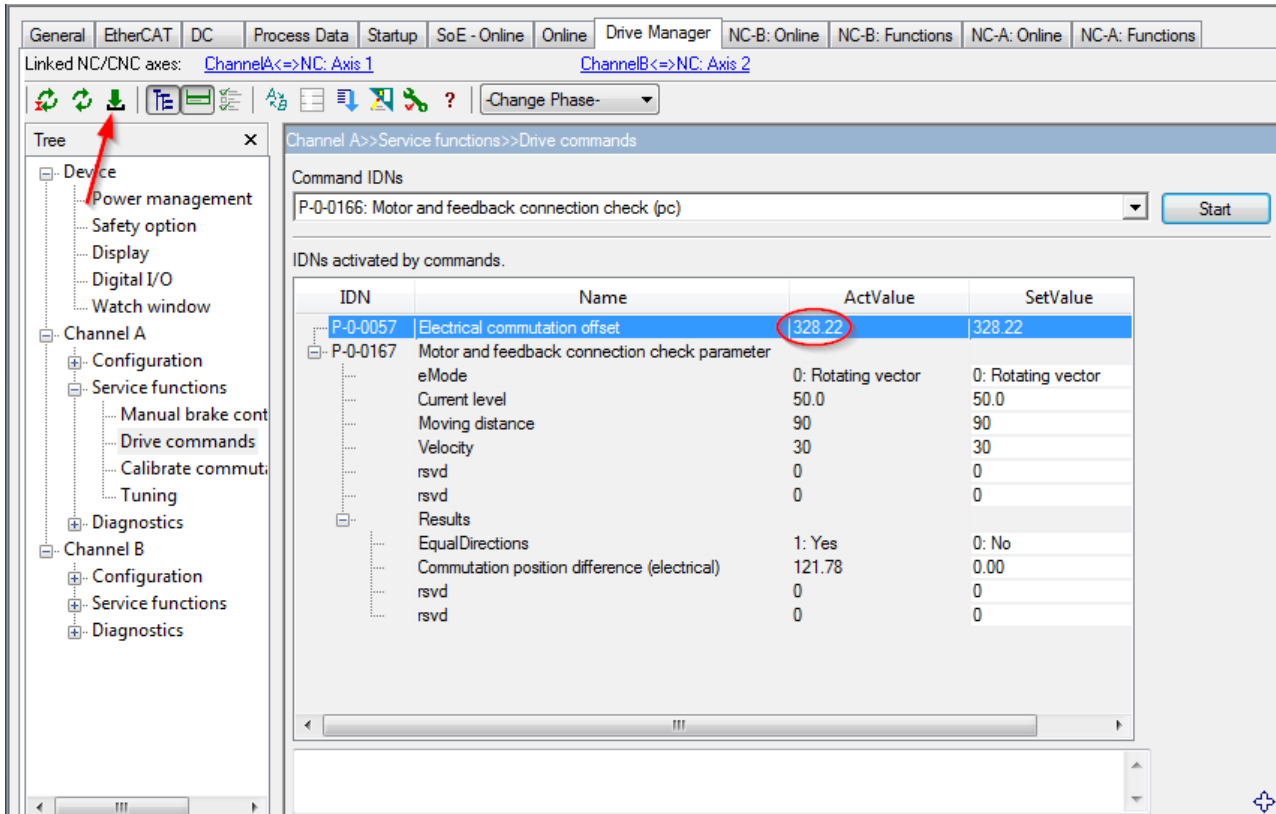 General EtherCAT DC Process Data Startup SoE - Online Online Drive Manager NC-B: Online NC-B: Functions NC-A: Online NC-A: Functions
Linked NC/CNC axes: ChannelA<=>NC: Axis 1 ChannelB<=>NC: Axis 2
? -Change Phase-
Tree x
Device
Power management
Safety option
Display
Digital I/O
Watch window
Channel A
Configuration
Service functions
Manual brake cont
Drive commands
Calibrate commuta
Tuning
Diagnostics
Channel B
Configuration
Service functions
Diagnostics
Channel A>>Service functions>>Drive commands
Command IDNs
P-0-0166: Motor and feedback connection check (pc) Start
IDNs activated by commands.
IDN Name ActValue SetValue
P-0-0057 Electrical commutation offset 328.22 328.22
P-0-0167 Motor and feedback connection check parameter
eMode 0: Rotating vector 0: Rotating vector
Current level 50.0 50.0
Moving distance 90 90
Velocity 30 30
rsvd 0 0
rsvd 0 0
Results
EqualDirections 1: Yes 0: No
Commutation position difference (electrical) 121.78 0.00
rsvd 0 0
rsvd 0 0